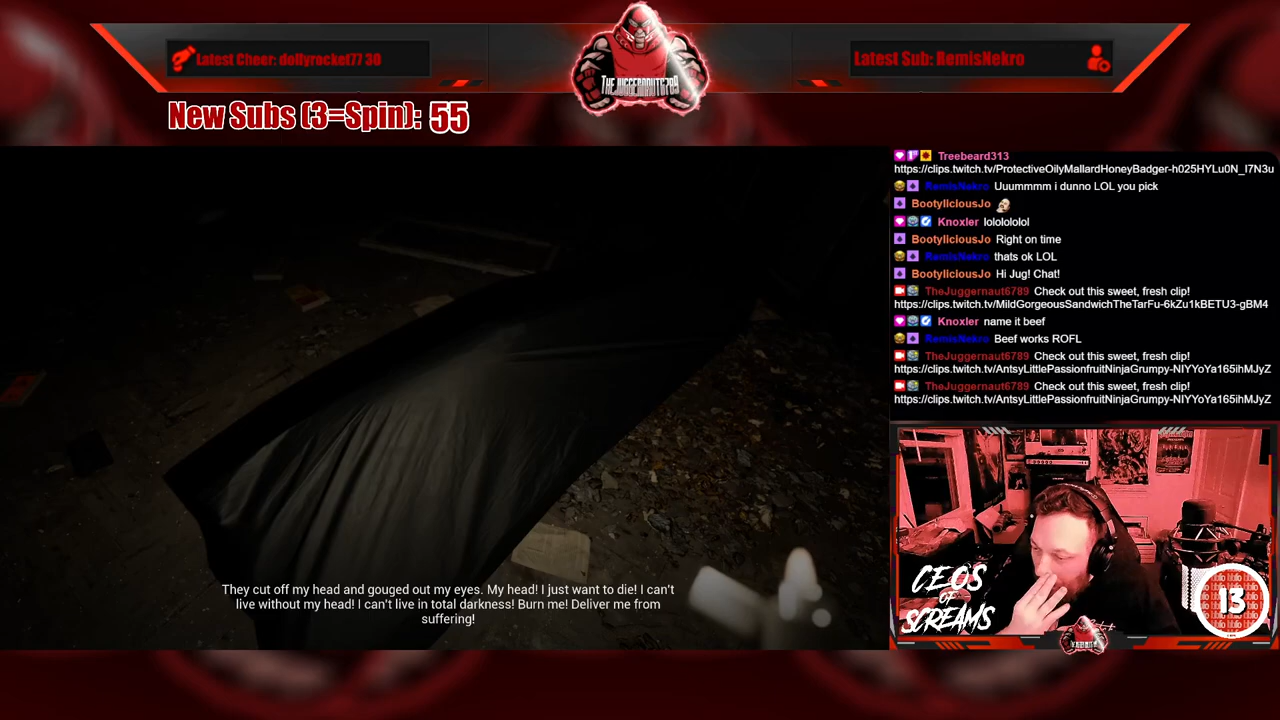 Latest Cheer: dollyrocket77 30
THEJUGGERNAUT6789
Latest Sub: RemisNekro
New Subs (3=Spin): 55
Treebeard313
https://clips.twitch.tv/ProtectiveOilyMallardHoneyBadger-h025HYLu0N_I7N3u
RemisNekro Uuummmm i dunno LOL you pick
BootyliciousJo
Knoxler lolololol
BootyliciousJo Right on time
RemisNekro thats ok LOL
BootyliciousJo Hi Jug! Chat!
TheJuggernaut6789 Check out this sweet, fresh clip!
https://clips.twitch.tv/MildGorgeousSandwichTheTarFu-6kZu1kBETU3-gBM4
Knoxler name it beef
RemisNekro Beef works ROFL
TheJuggernaut6789 Check out this sweet, fresh clip!
https://clips.twitch.tv/AntsyLittlePassionfruitNinjaGrumpy-NIYYoYa165ihMJyZ
TheJuggernaut6789 Check out this sweet, fresh clip!
https://clips.twitch.tv/AntsyLittlePassionfruitNinjaGrumpy-NIYYoYa165ihMJyZ
They cut off my head and gouged out my eyes. My head! I just want to die! I can't
live without my head! I can't live in total darkness! Burn me! Deliver me from
suffering!
CEOS
OF
SCREAMS
13